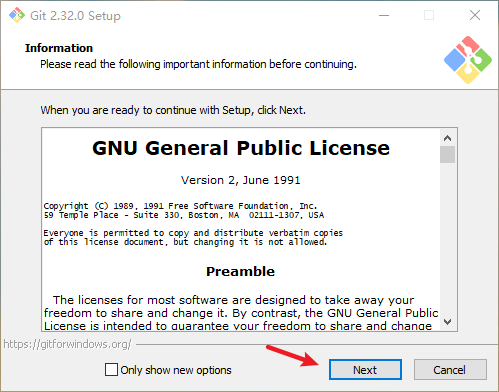 Git 2.32.0 Setup
Information
Please read the following important information before continuing.
When you are ready to continue with Setup, click Next.
GNU General Public License
Version 2, June 1991
Copyright (C) 1989, 1991 Free Software Foundation, Inc.
59 Temple Place - Suite 330, Boston, MA  02111-1307, USA
Everyone is permitted to copy and distribute verbatim copies
of this license document, but changing it is not allowed.
Preamble
The licenses for most software are designed to take away your
freedom to share and change it. By contrast, the GNU General Public
License is intended to guarantee your freedom to share and change
https://gitforwindows.org/
Only show new options
Next
Cancel